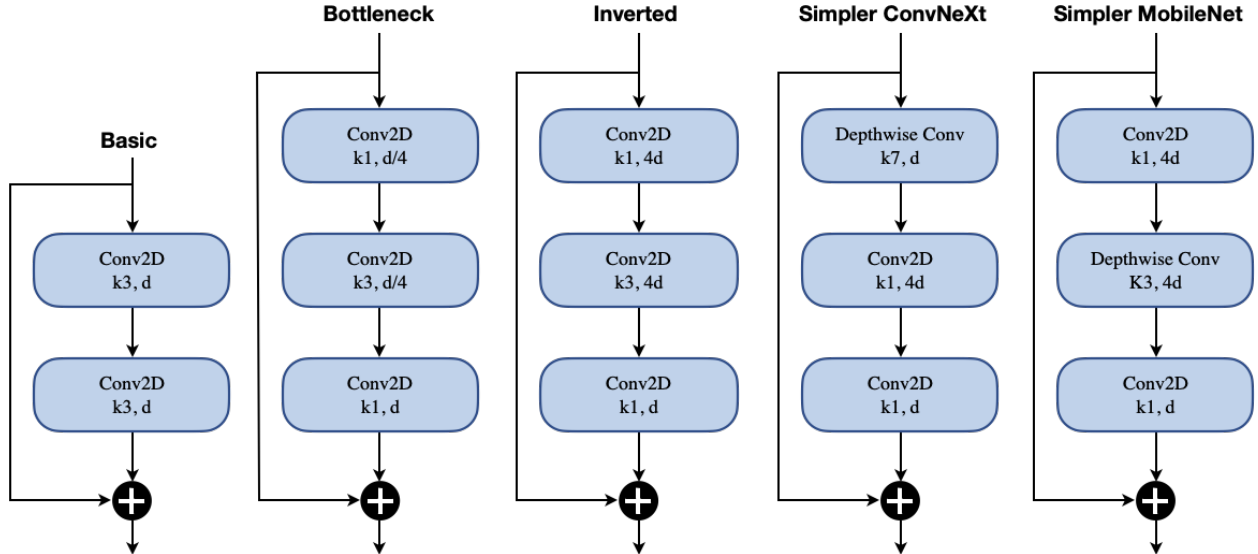 Basic
Conv2D
k3, d
Conv2D
k3, d
Bottleneck
Conv2D
k1, d/4
Conv2D
k3, d/4
Conv2D
k1, d
Inverted
Conv2D
k1, 4d
Conv2D
k3, 4d
Conv2D
k1, d
Simpler ConvNeXt
Depthwise Conv
k7, d
Conv2D
k1, 4d
Conv2D
k1, d
Simpler MobileNet
Conv2D
k1, 4d
Depthwise Conv
K3, 4d
Conv2D
k1, d